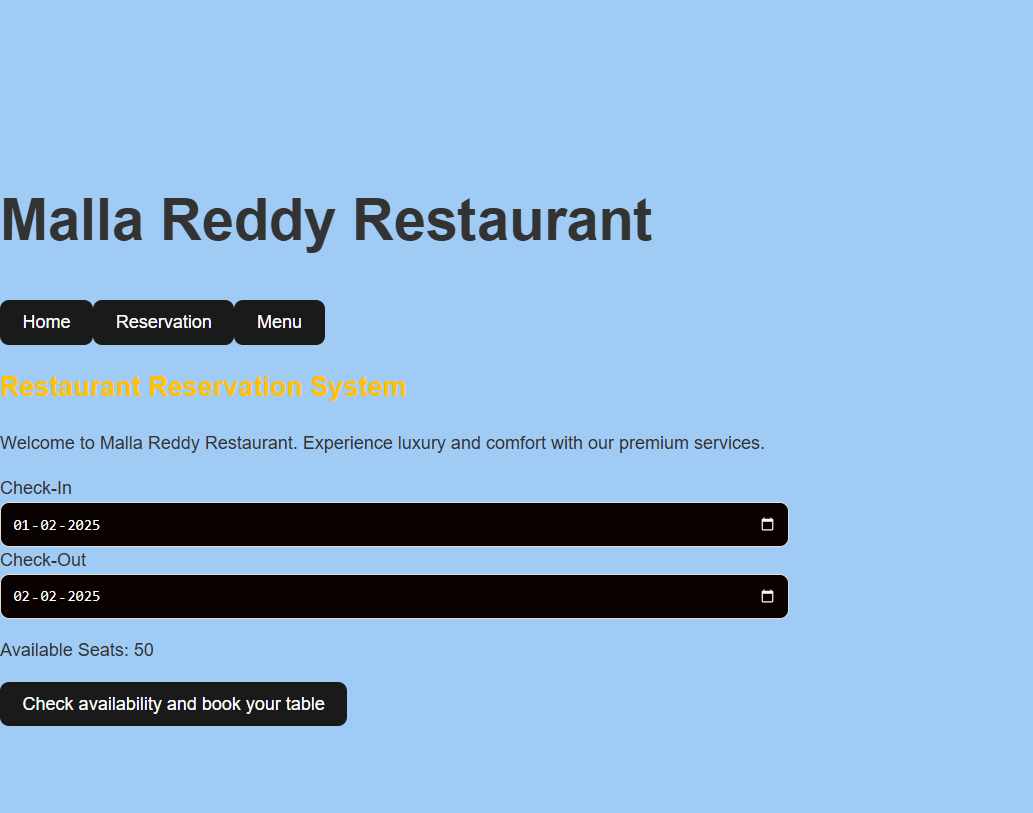 Malla Reddy Restaurant
Home Reservation Menu
Restaurant Reservation System
Welcome to Malla Reddy Restaurant. Experience luxury and comfort with our premium services.
Check-In
01-02-2025
Check-Out
02-02-2025
Available Seats: 50
Check availability and book your table